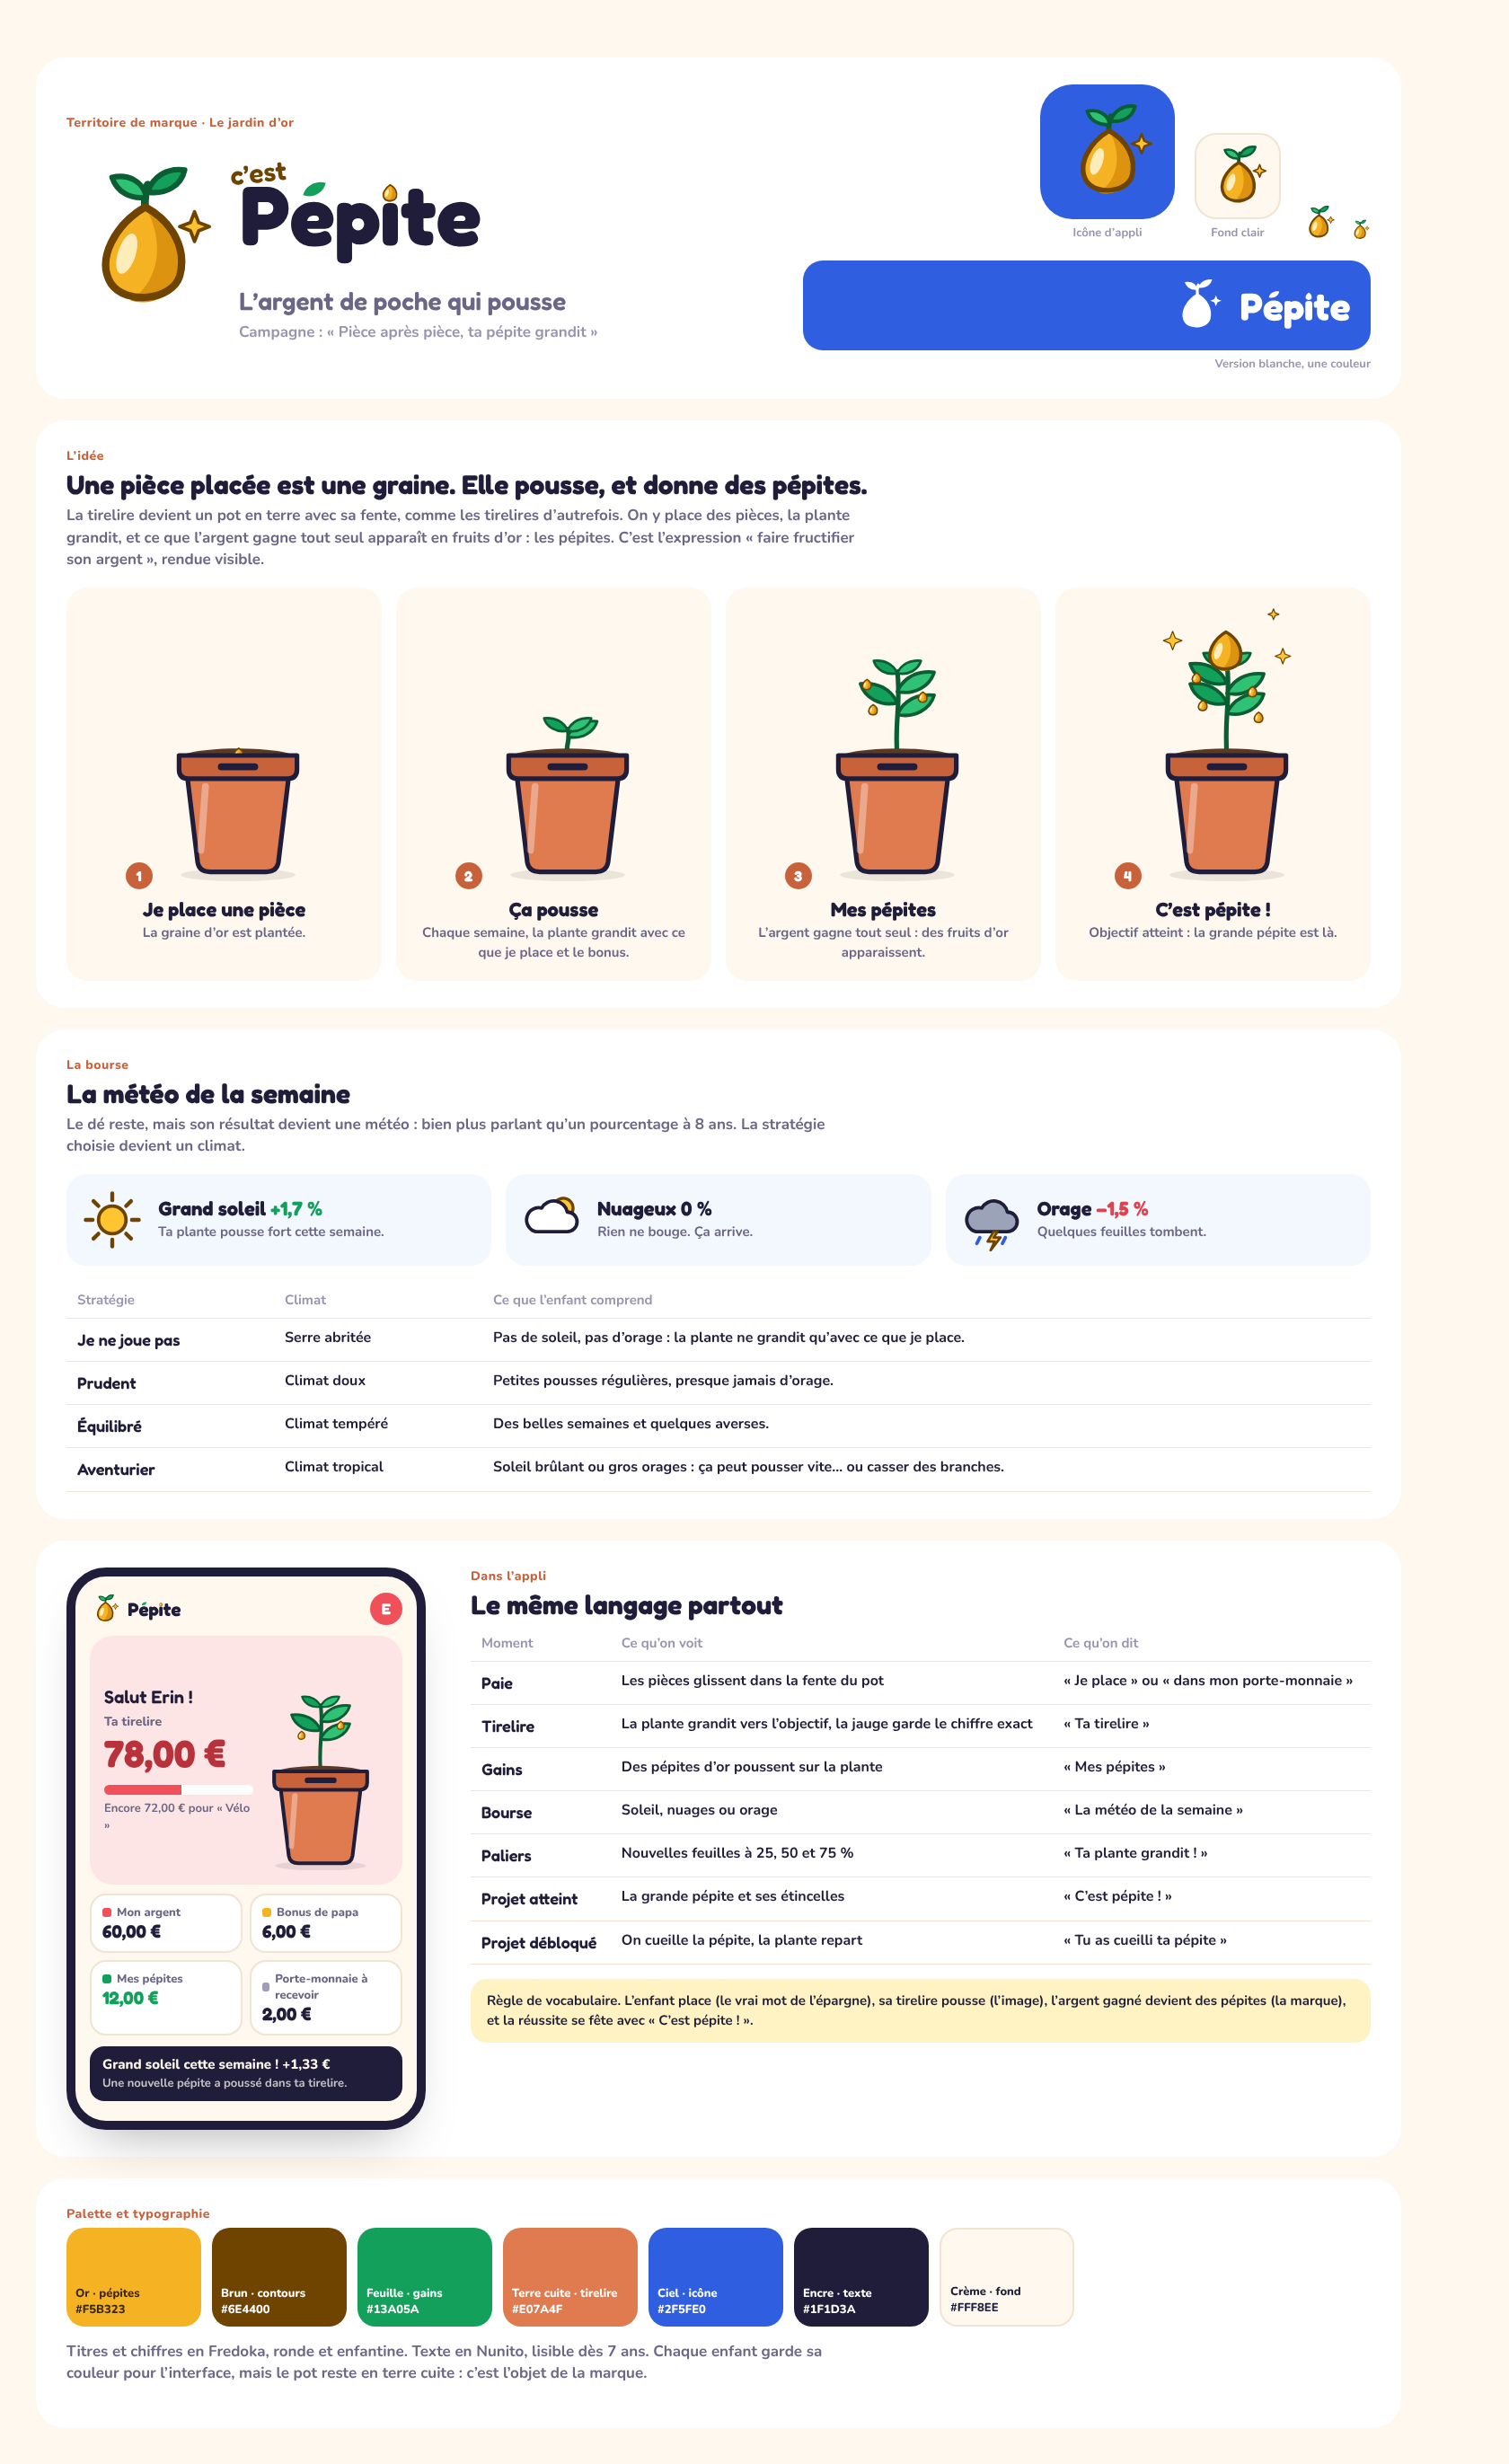 Territoire de marque · Le jardin d’or
c’est
Pépite
L’argent de poche qui pousse
Campagne : « Pièce après pièce, ta pépite grandit »
Icône d’appli
Fond clair
Pépite
Version blanche, une couleur
L’idée
Une pièce placée est une graine. Elle pousse, et donne des pépites.
La tirelire devient un pot en terre avec sa fente, comme les tirelires d’autrefois. On y place des pièces, la plante
grandit, et ce que l’argent gagne tout seul apparaît en fruits d’or : les pépites. C’est l’expression « faire fructifier
son argent », rendue visible.
1
Je place une pièce
La graine d’or est plantée.
2
Ça pousse
Chaque semaine, la plante grandit avec ce
que je place et le bonus.
3
Mes pépites
L’argent gagne tout seul : des fruits d’or
apparaissent.
4
C’est pépite !
Objectif atteint : la grande pépite est là.
La bourse
La météo de la semaine
Le dé reste, mais son résultat devient une météo : bien plus parlant qu’un pourcentage à 8 ans. La stratégie
choisie devient un climat.
Grand soleil +1,7 %
Ta plante pousse fort cette semaine.
Nuageux 0 %
Rien ne bouge. Ça arrive.
Orage −1,5 %
Quelques feuilles tombent.
Stratégie Climat Ce que l’enfant comprend
Je ne joue pas Serre abritée Pas de soleil, pas d’orage : la plante ne grandit qu’avec ce que je place.
Prudent Climat doux Petites pousses régulières, presque jamais d’orage.
Équilibré Climat tempéré Des belles semaines et quelques averses.
Aventurier Climat tropical Soleil brûlant ou gros orages : ça peut pousser vite… ou casser des branches.
Pépite
E
Salut Erin !
Ta tirelire
78,00 €
Encore 72,00 € pour « Vélo
»
Mon argent
60,00 €
Bonus de papa
6,00 €
Mes pépites
12,00 €
Porte-monnaie à
recevoir
2,00 €
Grand soleil cette semaine ! +1,33 €
Une nouvelle pépite a poussé dans ta tirelire.
Dans l’appli
Le même langage partout
Moment Ce qu’on voit Ce qu’on dit
Paie Les pièces glissent dans la fente du pot « Je place » ou « dans mon porte-monnaie »
Tirelire La plante grandit vers l’objectif, la jauge garde le chiffre exact « Ta tirelire »
Gains Des pépites d’or poussent sur la plante « Mes pépites »
Bourse Soleil, nuages ou orage « La météo de la semaine »
Paliers Nouvelles feuilles à 25, 50 et 75 % « Ta plante grandit ! »
Projet atteint La grande pépite et ses étincelles « C’est pépite ! »
Projet débloqué On cueille la pépite, la plante repart « Tu as cueilli ta pépite »
Règle de vocabulaire. L’enfant place (le vrai mot de l’épargne), sa tirelire pousse (l’image), l’argent gagné devient des pépites (la marque),
et la réussite se fête avec « C’est pépite ! ».
Palette et typographie
Or · pépites
#F5B323
Brun · contours
#6E4400
Feuille · gains
#13A05A
Terre cuite · tirelire
#E07A4F
Ciel · icône
#2F5FE0
Encre · texte
#1F1D3A
Crème · fond
#FFF8EE
Titres et chiffres en Fredoka, ronde et enfantine. Texte en Nunito, lisible dès 7 ans. Chaque enfant garde sa
couleur pour l’interface, mais le pot reste en terre cuite : c’est l’objet de la marque.